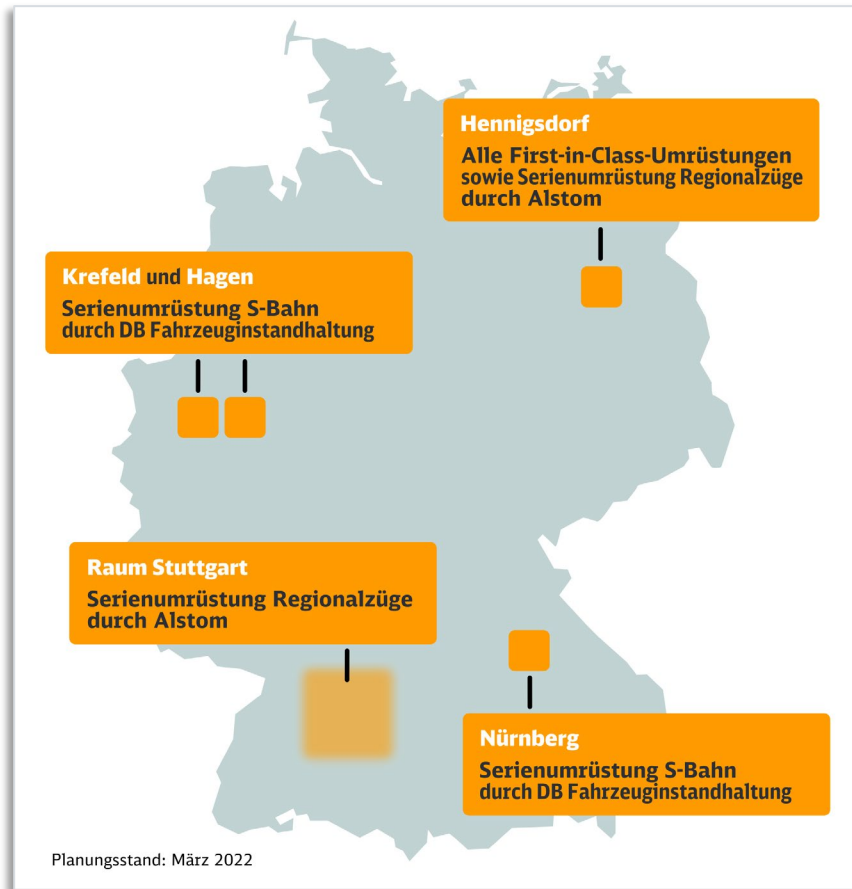 Hennigsdorf
Alle First-in-Class-Umrüstungen
sowie Serienumrüstung Regionalzüge
durch Alstom
Krefeld und Hagen
Serienumrüstung S-Bahn
durch DB Fahrzeuginstandhaltung
Raum Stuttgart
Serienumrüstung Regionalzüge
durch Alstom
Nürnberg
Serienumrüstung S-Bahn
durch DB Fahrzeuginstandhaltung
Planungsstand: März 2022